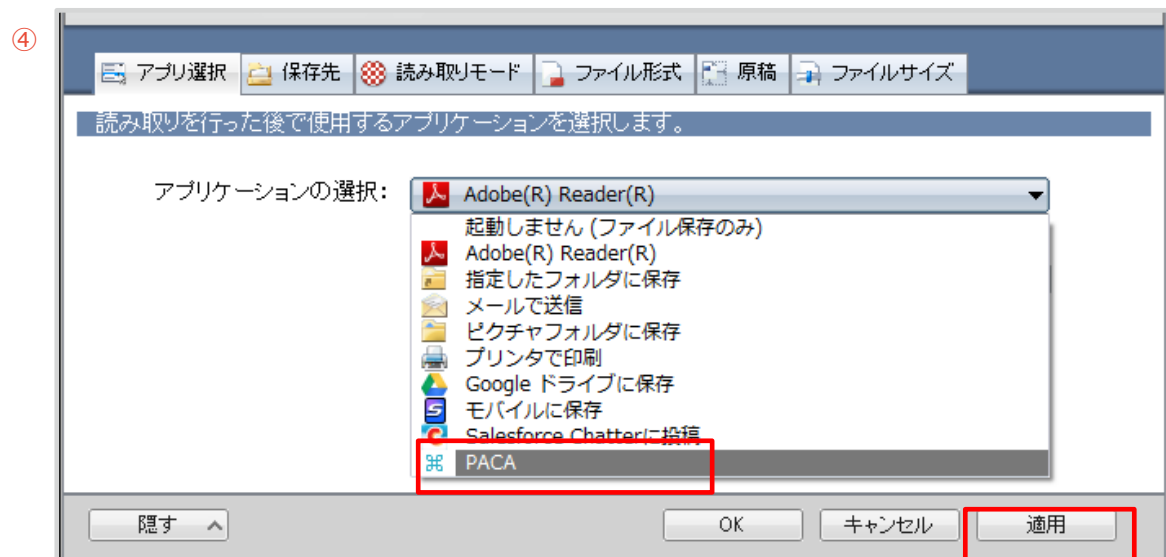 ④
アプリ選択 保存先 読み取りモード ファイル形式 原稿 ファイルサイズ
読み取りを行った後で使用するアプリケーションを選択します。
アプリケーションの選択: Adobe(R) Reader(R)
起動しません (ファイル保存のみ)
Adobe(R) Reader(R)
指定したフォルダに保存
メールで送信
ピクチャフォルダに保存
プリンタで印刷
Google ドライブに保存
モバイルに保存
Salesforce Chatterに投稿
PACA
隠す OK キャンセル 適用